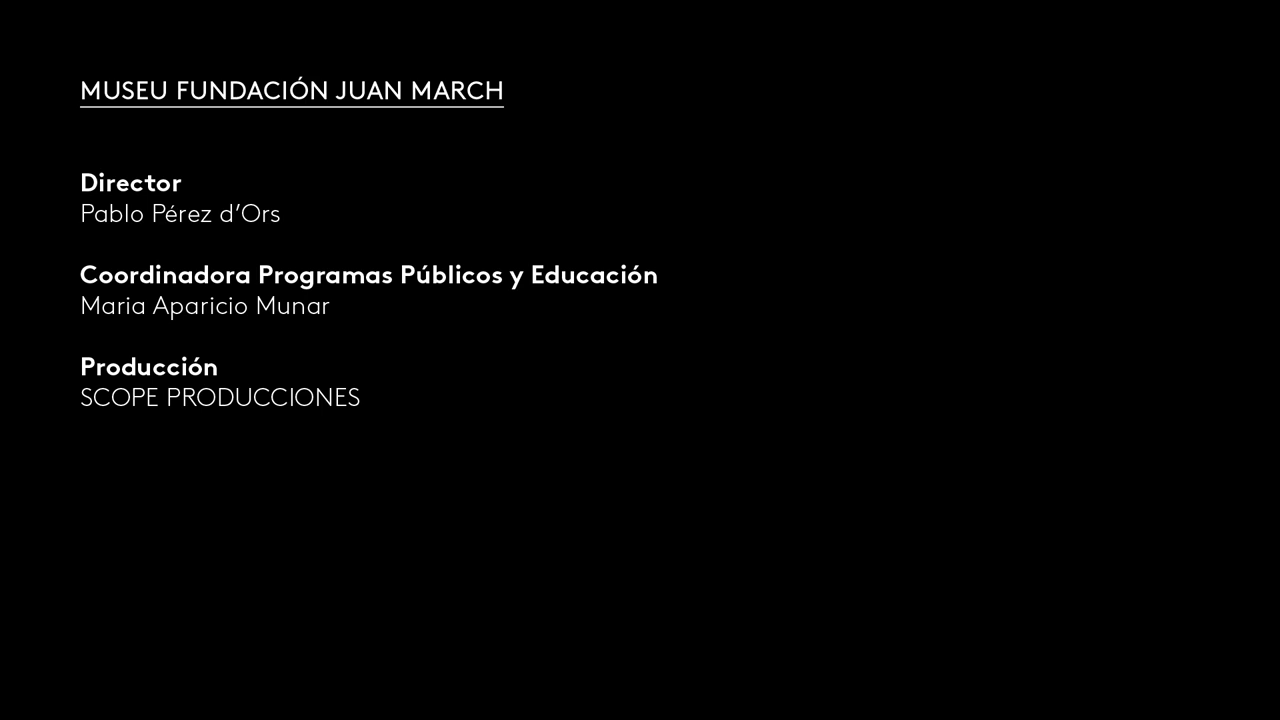 MUSEU FUNDACIÓN JUAN MARCH
Director
Pablo Pérez d’Ors
Coordinadora Programas Públicos y Educación
Maria Aparicio Munar
Producción
SCOPE PRODUCCIONES